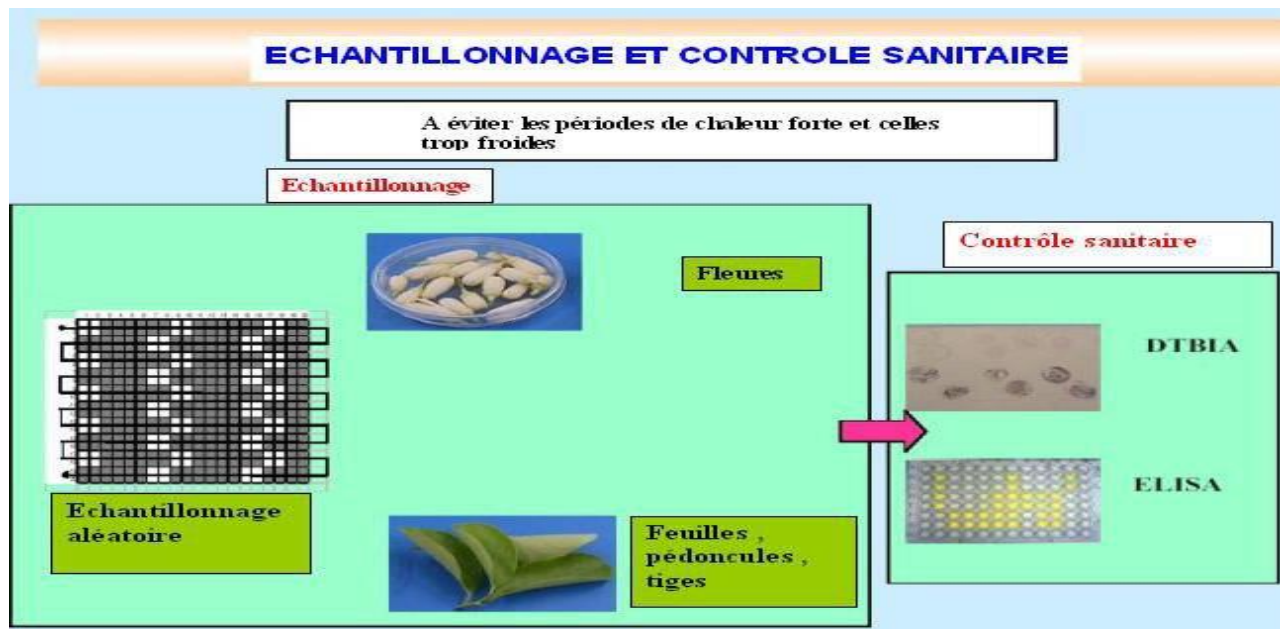 ECHANTILLONNAGE ET CONTROLE SANITAIRE
A éviter les périodes de chaleur forte et celles
trop froides
Echantillonnage
Contrôle sanitaire
Fleures
DTBIA
ELISA
Echantillonnage
aléatoire
Feuilles ,
pédoncules ,
tiges